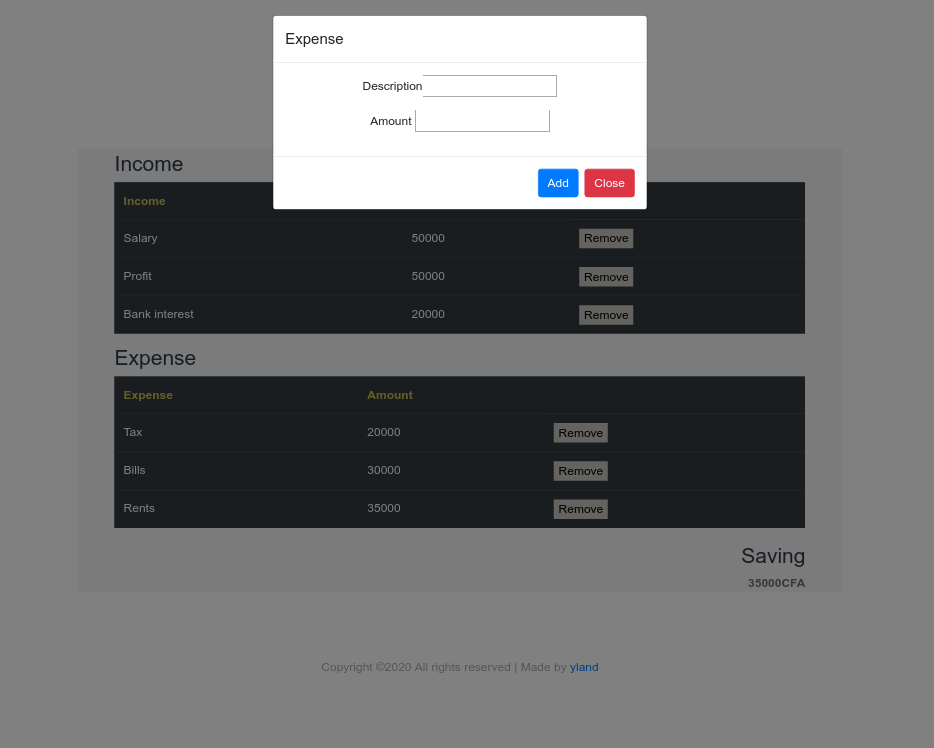 Expense
Description
Amount
Add Close
Income
Income
Salary 50000 Remove
Profit 50000 Remove
Bank interest 20000 Remove
Expense
Expense Amount
Tax 20000 Remove
Bills 30000 Remove
Rents 35000 Remove
Saving
35000CFA
Copyright ©2020 All rights reserved | Made by yland